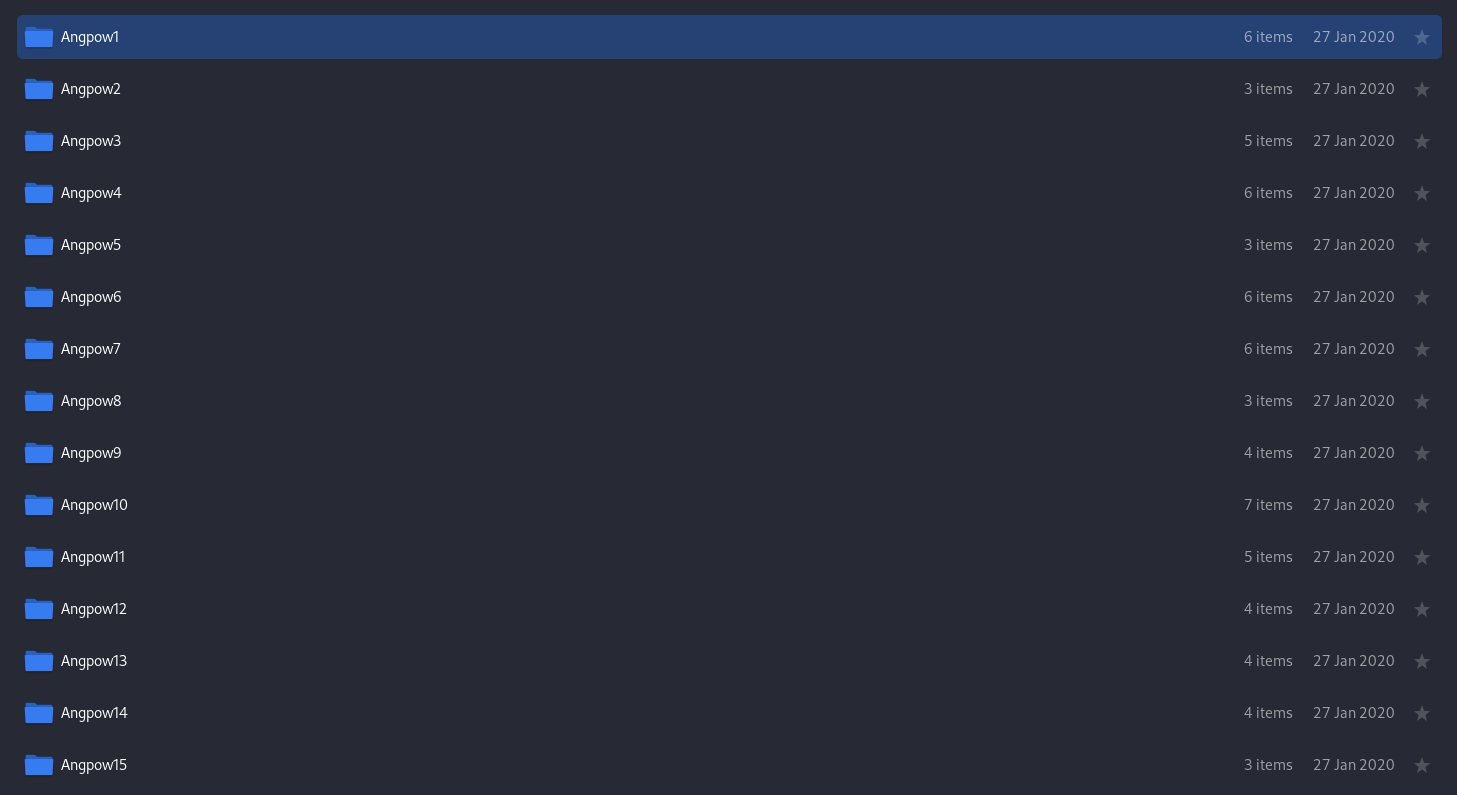 Angpow1 6 items 27 Jan 2020
Angpow2 3 items 27 Jan 2020
Angpow3 5 items 27 Jan 2020
Angpow4 6 items 27 Jan 2020
Angpow5 3 items 27 Jan 2020
Angpow6 6 items 27 Jan 2020
Angpow7 6 items 27 Jan 2020
Angpow8 3 items 27 Jan 2020
Angpow9 4 items 27 Jan 2020
Angpow10 7 items 27 Jan 2020
Angpow11 5 items 27 Jan 2020
Angpow12 4 items 27 Jan 2020
Angpow13 4 items 27 Jan 2020
Angpow14 4 items 27 Jan 2020
Angpow15 3 items 27 Jan 2020